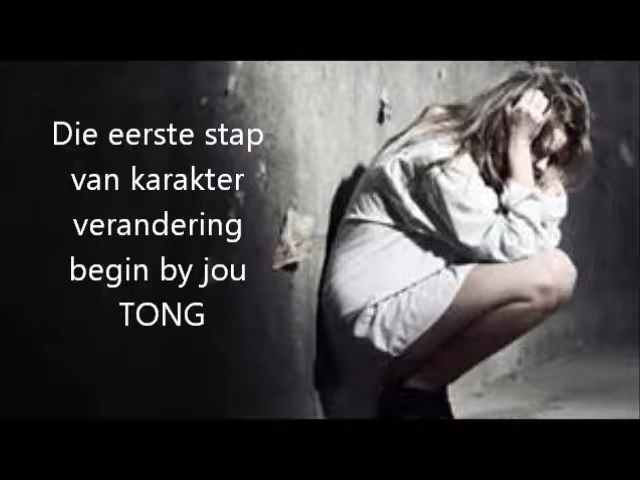 Die eerste stap
van karakter
verandering
begin by jou
TONG